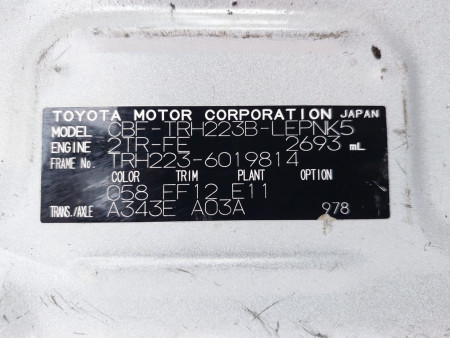 TOYOTA MOTOR CORPORATION JAPAN
MODEL CBF-TRH223B-LEPNK5
ENGINE 2TR-FE 2693 mL
FRAME No. TRH223-6019814
COLOR TRIM PLANT OPTION
058 FF12 E11
TRANS./AXLE A343E A03A 978